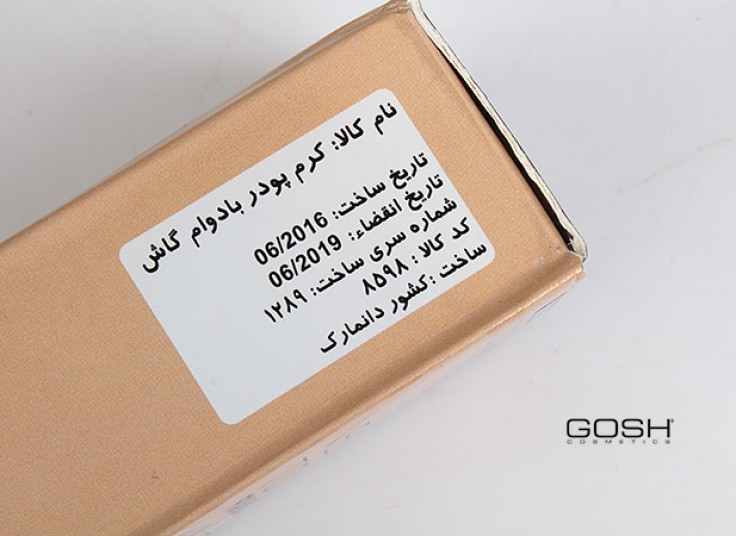 نام کالا: کرم پودر بادوام گاش
تاریخ ساخت: 06/2016
تاریخ انقضاء: 06/2019
شماره سری ساخت: ۱۲۸۹
کد کالا : ۸۵۹۸
ساخت :کشور دانمارک
GOSH
COSMETICS